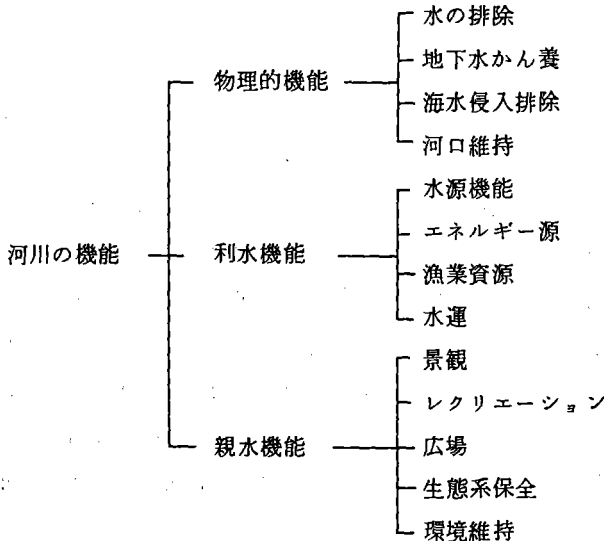 水の排除
物理的機能
地下水かん養
海水侵入排除
河口維持
河川の機能
利水機能
水源機能
エネルギー源
漁業資源
水運
親水機能
景観
レクリエーション
広場
生態系保全
環境維持